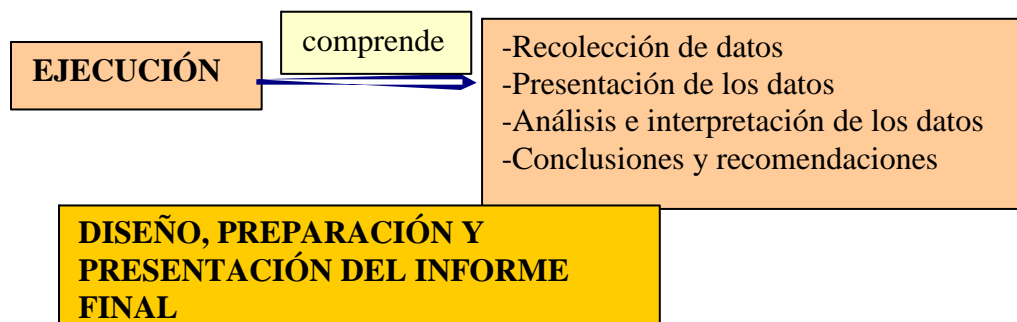 EJECUCIÓN
comprende
-Recolección de datos
-Presentación de los datos
-Análisis e interpretación de los datos
-Conclusiones y recomendaciones
DISEÑO, PREPARACIÓN Y
PRESENTACIÓN DEL INFORME
FINAL